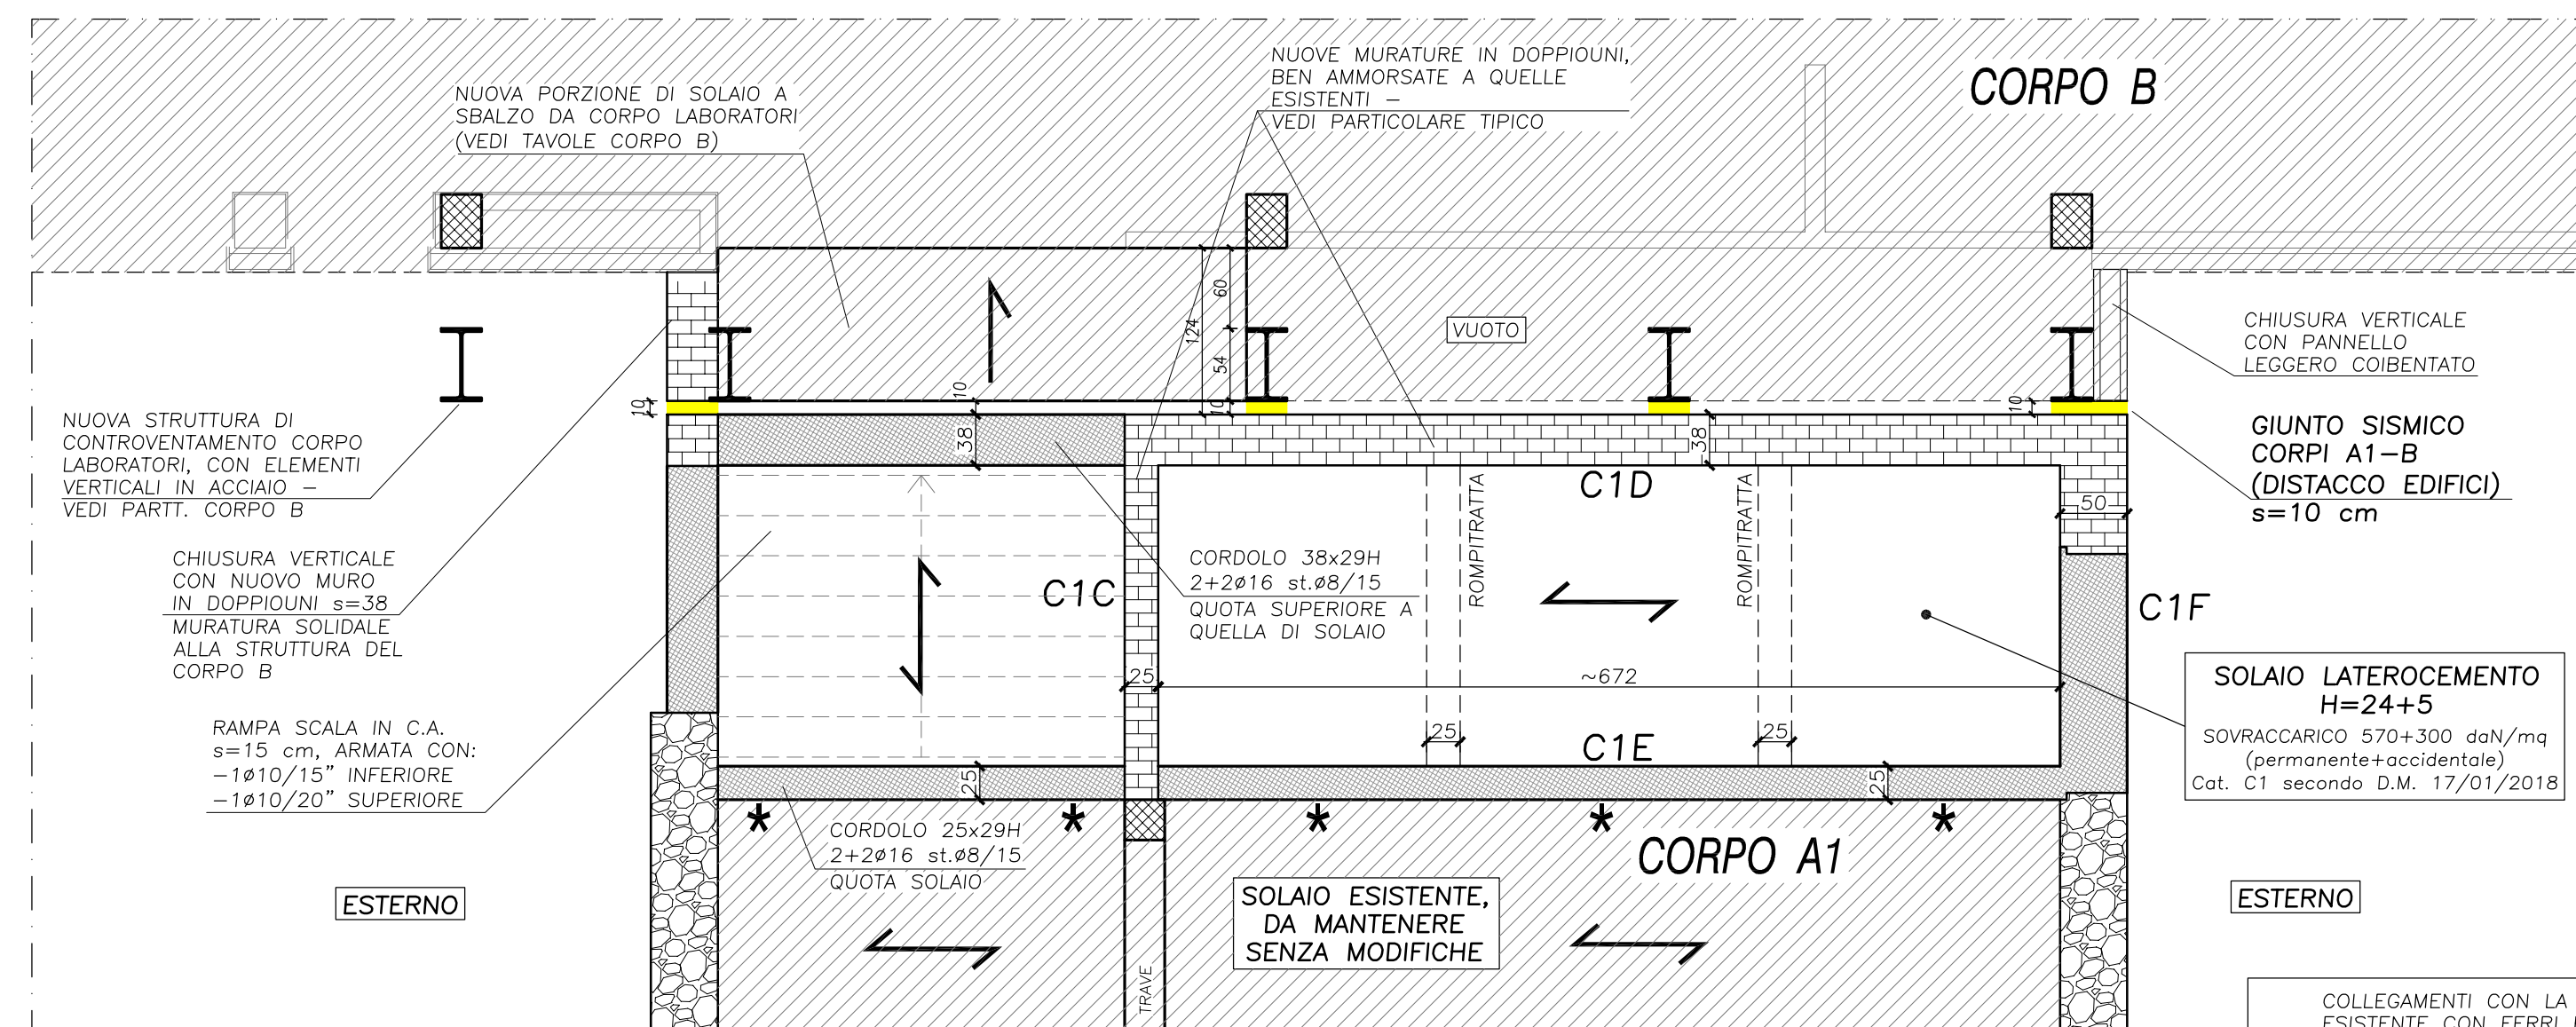 NUOVA PORZIONE DI SOLAIO A
SBALZO DA CORPO LABORATORI
(VEDI TAVOLE CORPO B)
NUOVE MURATURE IN DOPPIOUNI,
BEN AMMORSATE A QUELLE
ESISTENTI –
VEDI PARTICOLARE TIPICO
CORPO B
VUOTO
60
124
54
10
10
10
10
38
38
CHIUSURA VERTICALE
CON PANNELLO
LEGGERO COIBENTATO
NUOVA STRUTTURA DI
CONTROVENTAMENTO CORPO
LABORATORI, CON ELEMENTI
VERTICALI IN ACCIAIO –
VEDI PARTT. CORPO B
GIUNTO SISMICO
CORPI A1–B
(DISTACCO EDIFICI)
s=10 cm
C1D
50
ROMPITRATTA
ROMPITRATTA
CHIUSURA VERTICALE
CON NUOVO MURO
IN DOPPIOUNI s=38
MURATURA SOLIDALE
ALLA STRUTTURA DEL
CORPO B
C1C
CORDOLO 38x29H
2+2ø16 st.ø8/15
QUOTA SUPERIORE A
QUELLA DI SOLAIO
C1F
25
~672
SOLAIO LATEROCEMENTO
H=24+5
SOVRACCARICO 570+300 daN/mq
(permanente+accidentale)
Cat. C1 secondo D.M. 17/01/2018
RAMPA SCALA IN C.A.
s=15 cm, ARMATA CON:
–1ø10/15" INFERIORE
–1ø10/20" SUPERIORE
25
25
C1E
25
25
* * * * *
CORDOLO 25x29H
2+2ø16 st.ø8/15
QUOTA SOLAIO
CORPO A1
ESTERNO
SOLAIO ESISTENTE,
DA MANTENERE
SENZA MODIFICHE
ESTERNO
TRAVE
COLLEGAMENTI CON LA
ESISTENTE CON FERRI